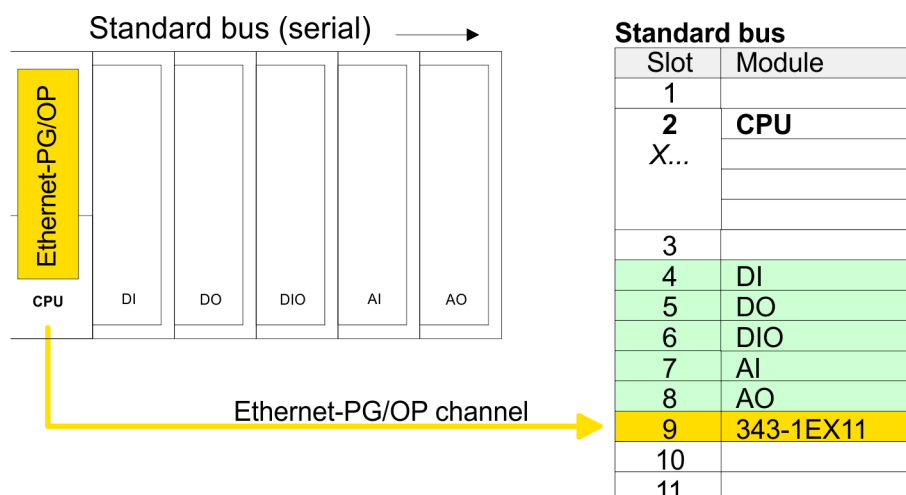 Standard bus (serial)
Ethernet-PG/OP
CPU
DI
DO
DIO
AI
AO
Ethernet-PG/OP channel
Standard bus
Slot Module
1
2 CPU
X...
3
4 DI
5 DO
6 DIO
7 AI
8 AO
9 343-1EX11
10
11